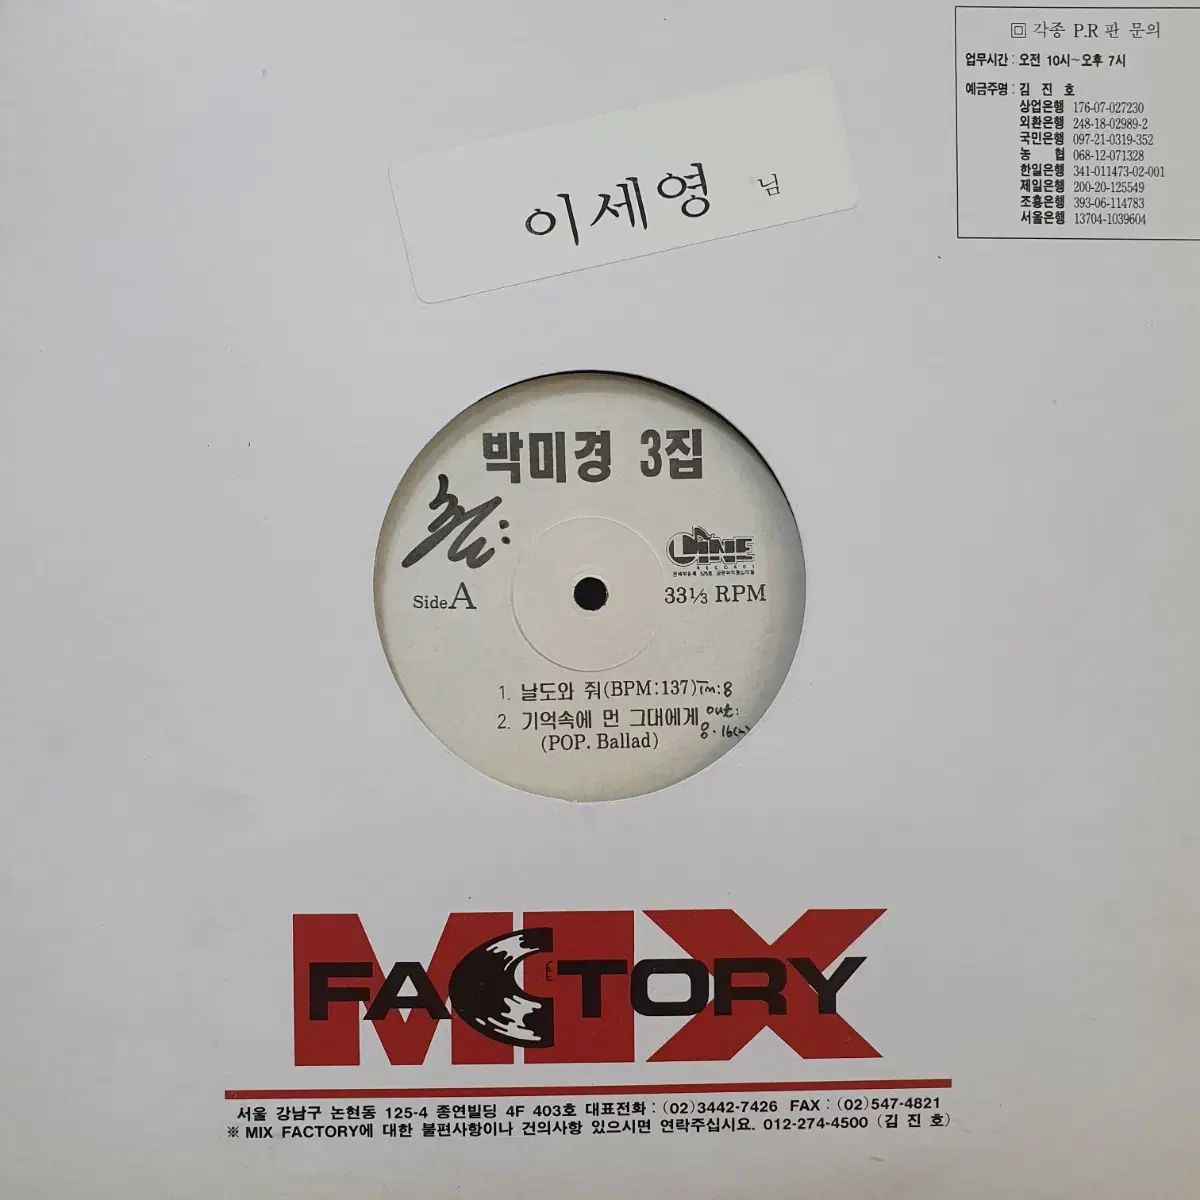 回 각종 P.R 판 문의
업무시간 : 오전 10시~오후 7시
예금주명 : 김 진 호
상업은행 176-07-027230
외환은행 248-18-02989-2
국민은행 097-21-0319-352
농 협 068-12-071328
한일은행 341-011473-02-001
제일은행 200-20-125549
조흥은행 393-06-114783
서울은행 13704-1039604
이세영 님
박미경 3집
LINE
RECORDS
Side A
33⅓ RPM
1. 날도와 줘(BPM:137) In:8
2. 기억속에 먼 그대에게 out:
(POP. Ballad) 8.16
MIX
FACTORY
서울 강남구 논현동 125-4 종연빌딩 4F 403호 대표전화 : (02)3442-7426 FAX : (02)547-4821
※ MIX FACTORY에 대한 불편사항이나 건의사항 있으시면 연락주십시요. 012-274-4500 (김 진 호)